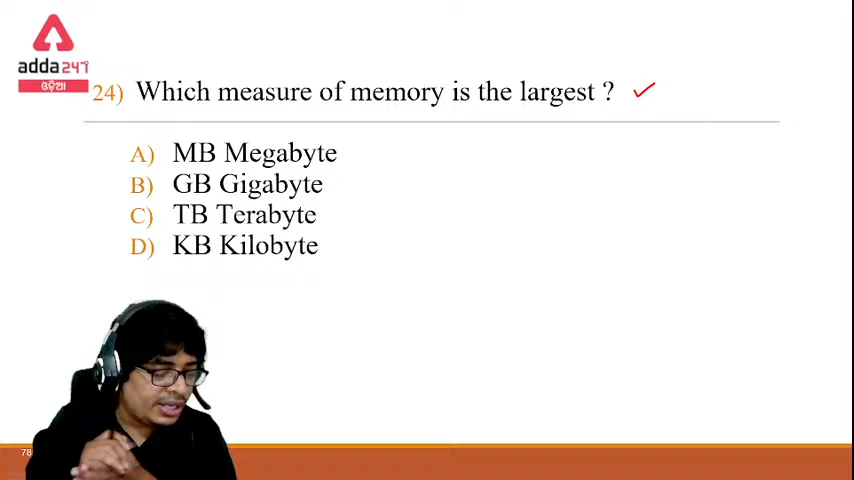 adda247
ଓଡ଼ିଆ
24) Which measure of memory is the largest ?
A) MB Megabyte
B) GB Gigabyte
C) TB Terabyte
D) KB Kilobyte
78